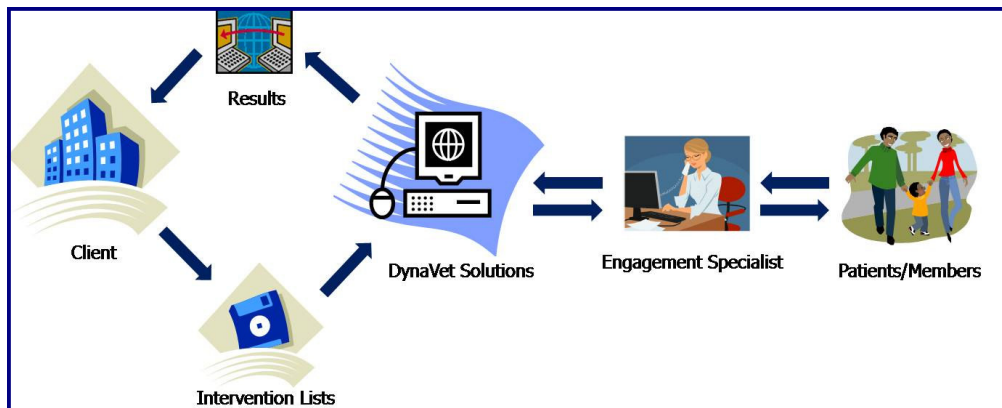 Results
Client
DynaVet Solutions
Engagement Specialist
Patients/Members
Intervention Lists